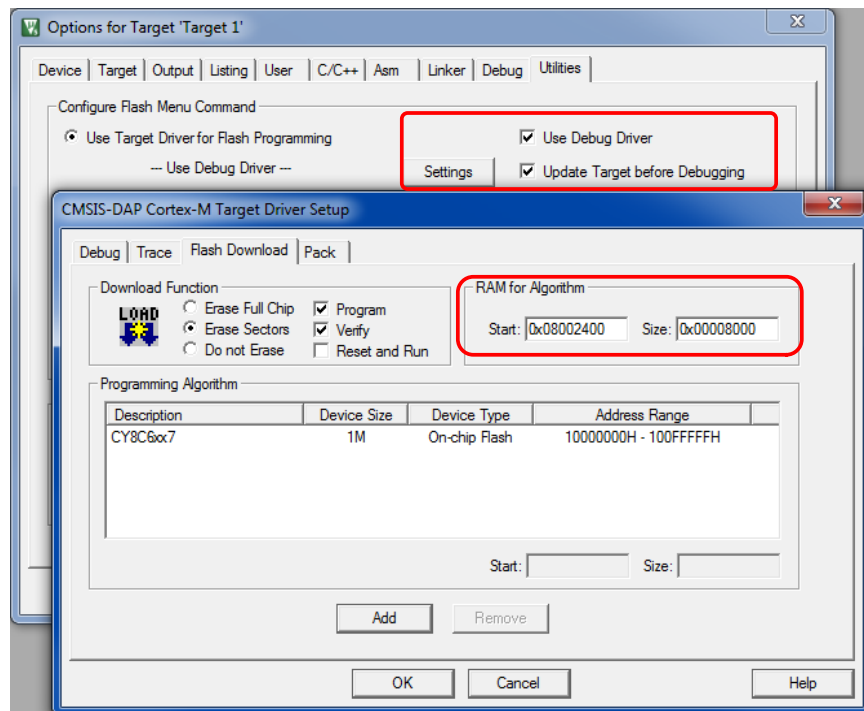 Options for Target 'Target 1'
Device Target Output Listing User C/C++ Asm Linker Debug Utilities
Configure Flash Menu Command
Use Target Driver for Flash Programming
Use Debug Driver
--- Use Debug Driver ---
Settings
Update Target before Debugging
CMSIS-DAP Cortex-M Target Driver Setup
Debug Trace Flash Download Pack
Download Function
LOAD
Erase Full Chip
Program
Erase Sectors
Verify
Do not Erase
Reset and Run
RAM for Algorithm
Start: 0x08002400 Size: 0x00008000
Programming Algorithm
Description Device Size Device Type Address Range
CY8C6xx7 1M On-chip Flash 10000000H - 100FFFFFH
Start: Size:
Add Remove
OK Cancel Help